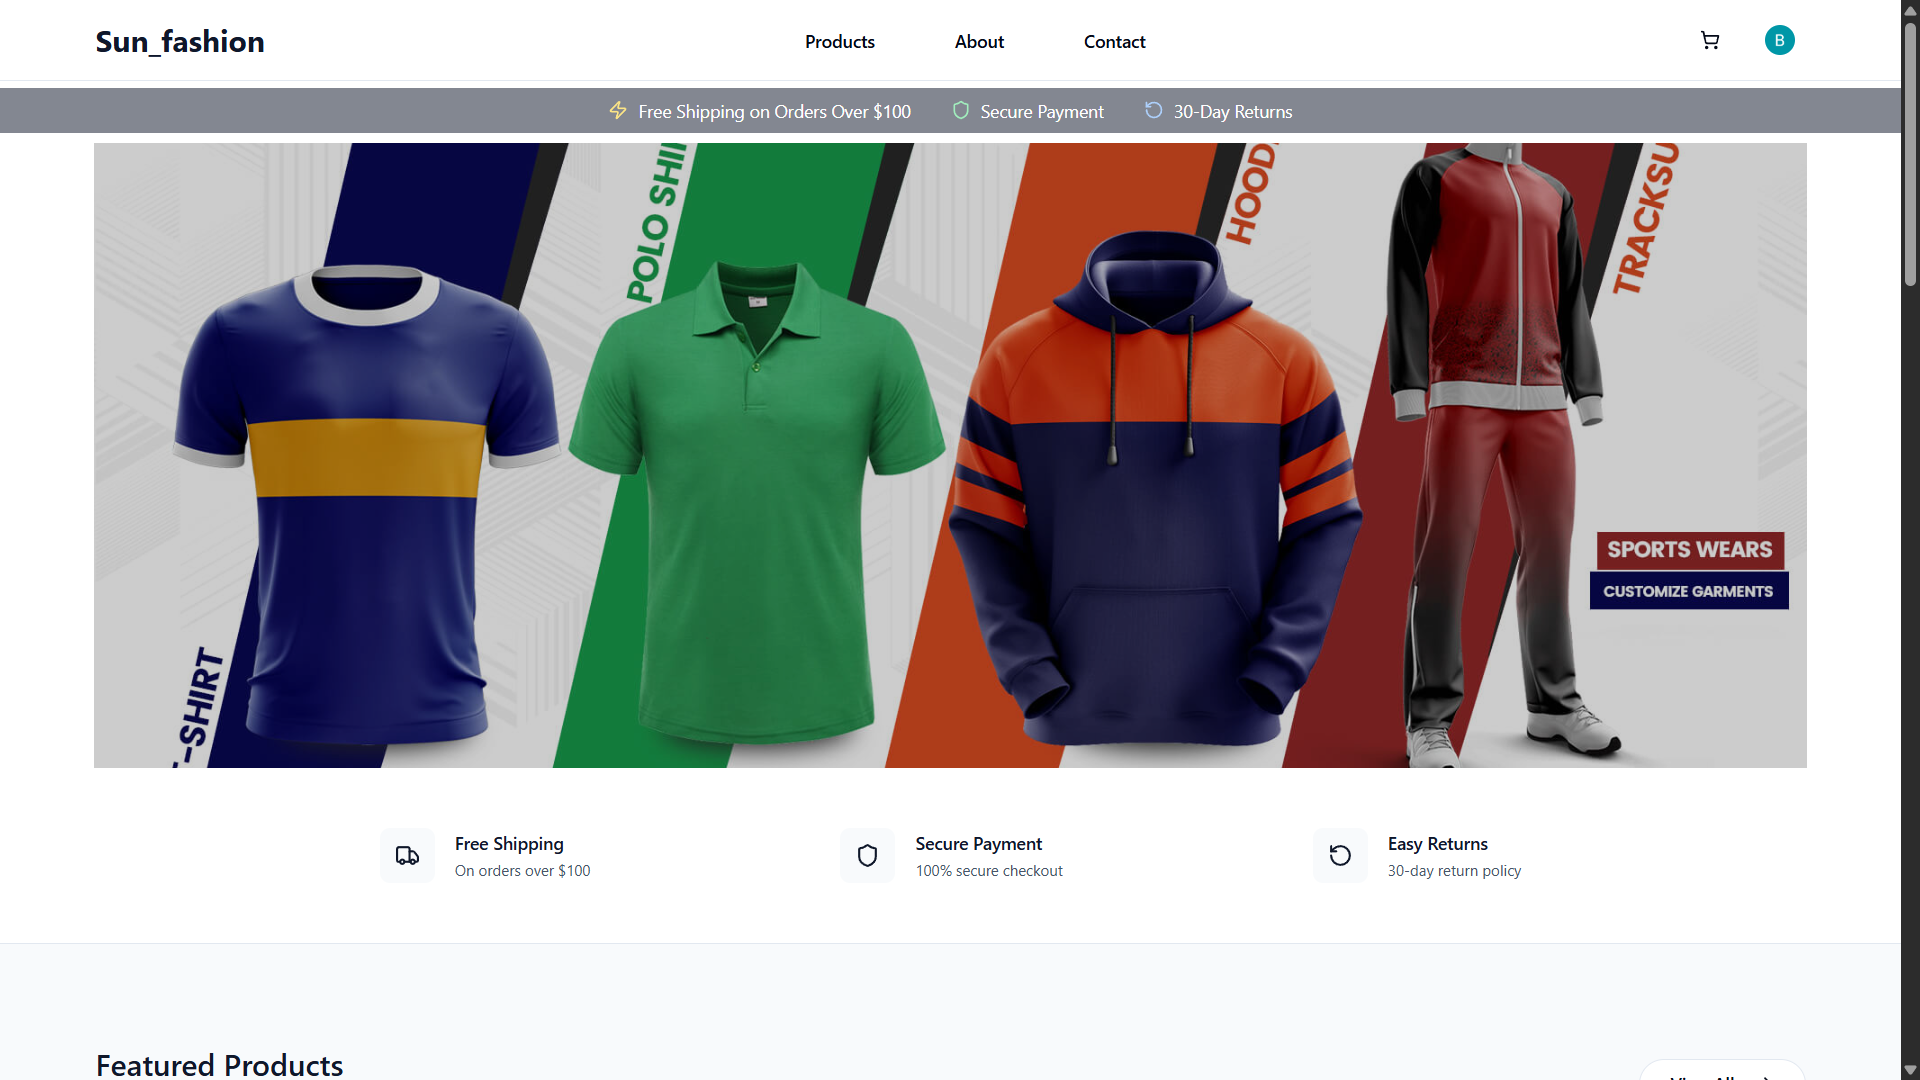 Sun_fashion
Products
About
Contact
B
Free Shipping on Orders Over $100
Secure Payment
30-Day Returns
T-SHIRT
POLO SHI
HOOD
TRACKSU
SPORTS WEARS
CUSTOMIZE GARMENTS
Free Shipping
On orders over $100
Secure Payment
100% secure checkout
Easy Returns
30-day return policy
Featured Products
View All